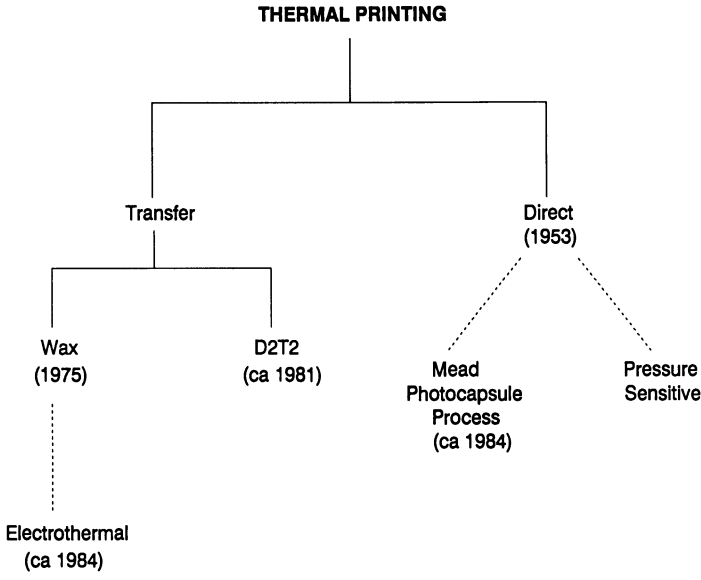 THERMAL PRINTING
Transfer
Direct
(1953)
Wax
(1975)
D2T2
(ca 1981)
Mead
Photocapsule
Process
(ca 1984)
Pressure
Sensitive
Electrothermal
(ca 1984)